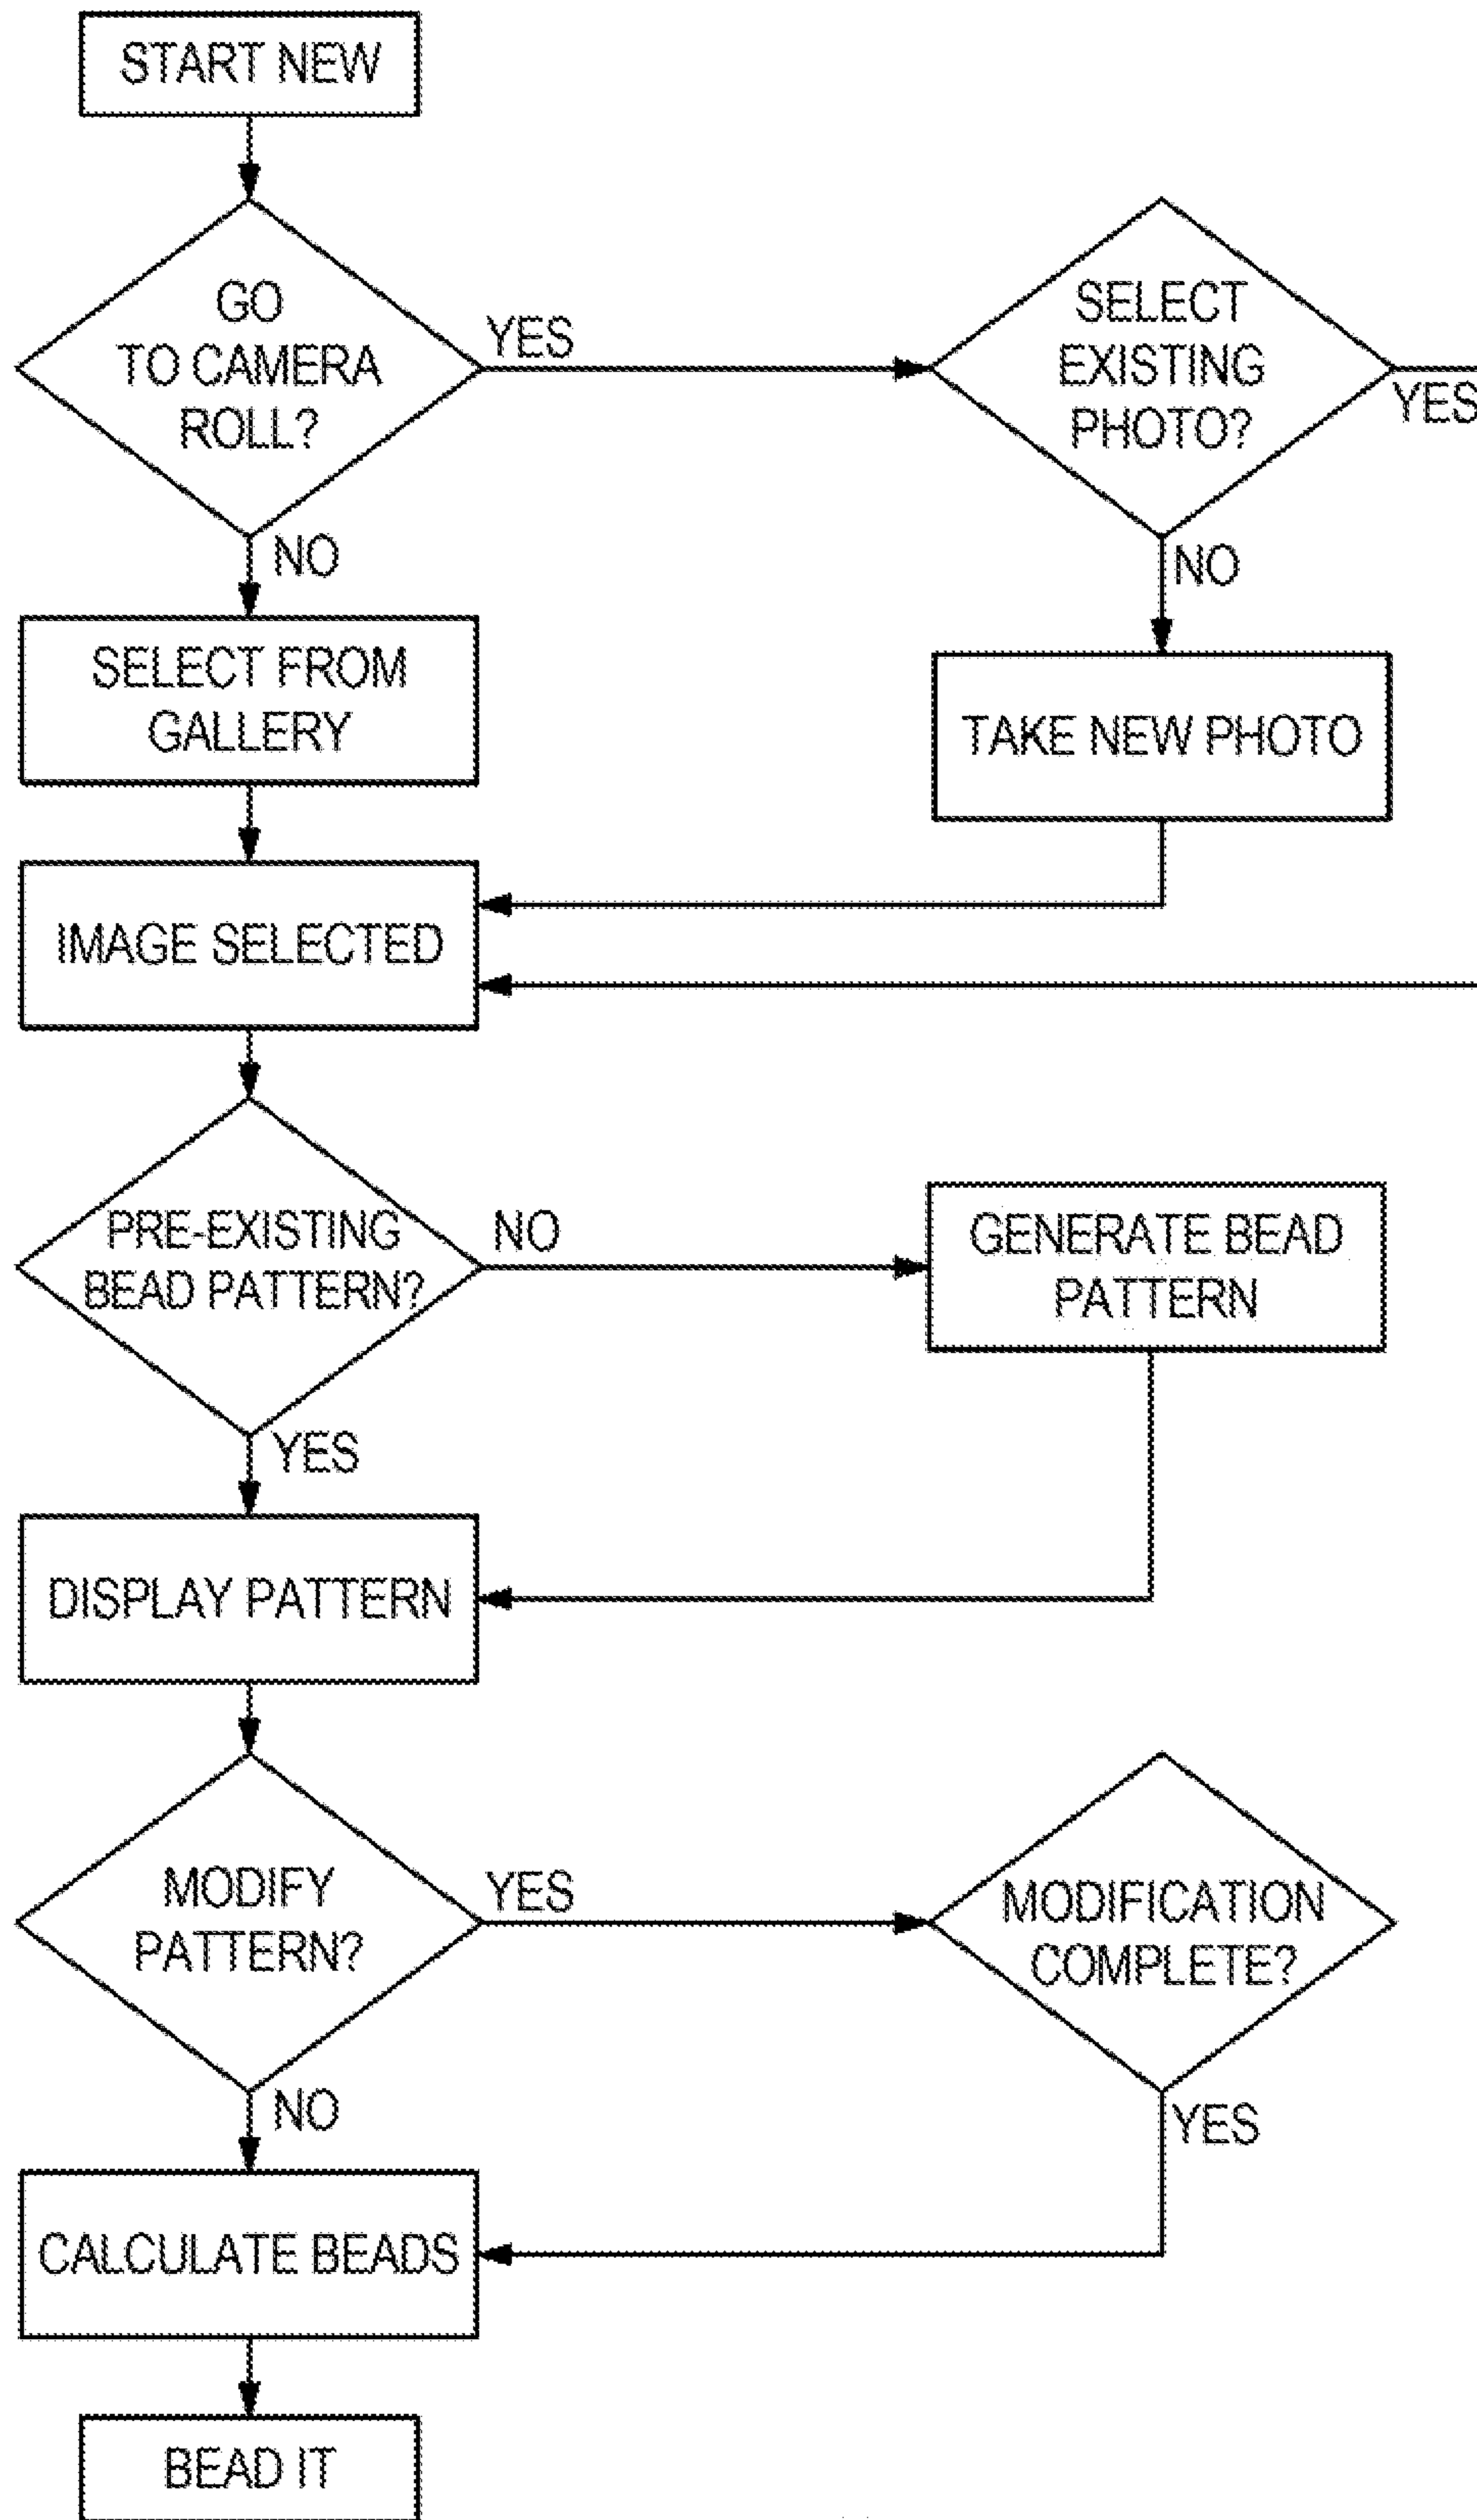 START NEW
GO
TO CAMERA
ROLL?
YES
SELECT
EXISTING
PHOTO?
YES
NO
NO
SELECT FROM
GALLERY
TAKE NEW PHOTO
IMAGE SELECTED
PRE-EXISTING
BEAD PATTERN?
NO
GENERATE BEAD
PATTERN
YES
DISPLAY PATTERN
MODIFY
PATTERN?
YES
MODIFICATION
COMPLETE?
NO
YES
CALCULATE BEADS
BEAD IT